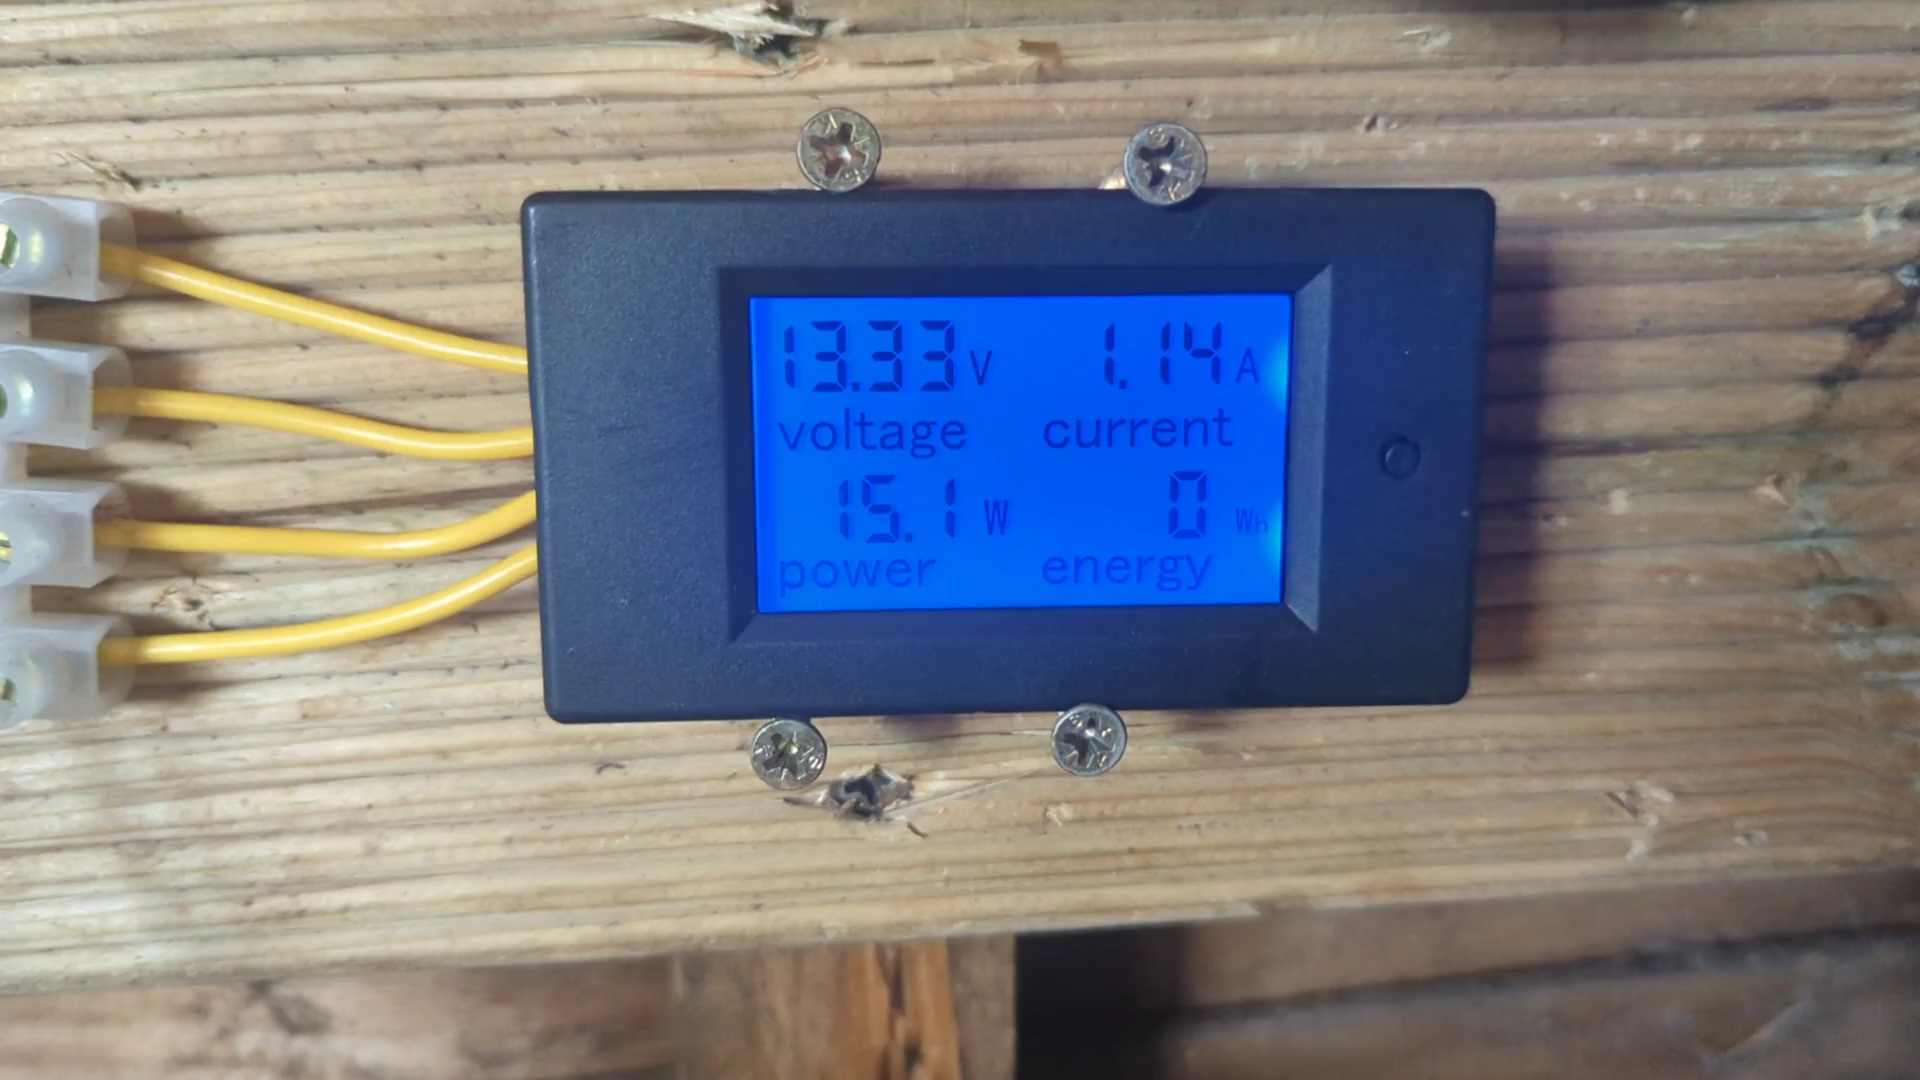 13.33 V 1.14 A
voltage current
15.1 W 0 Wh
power energy